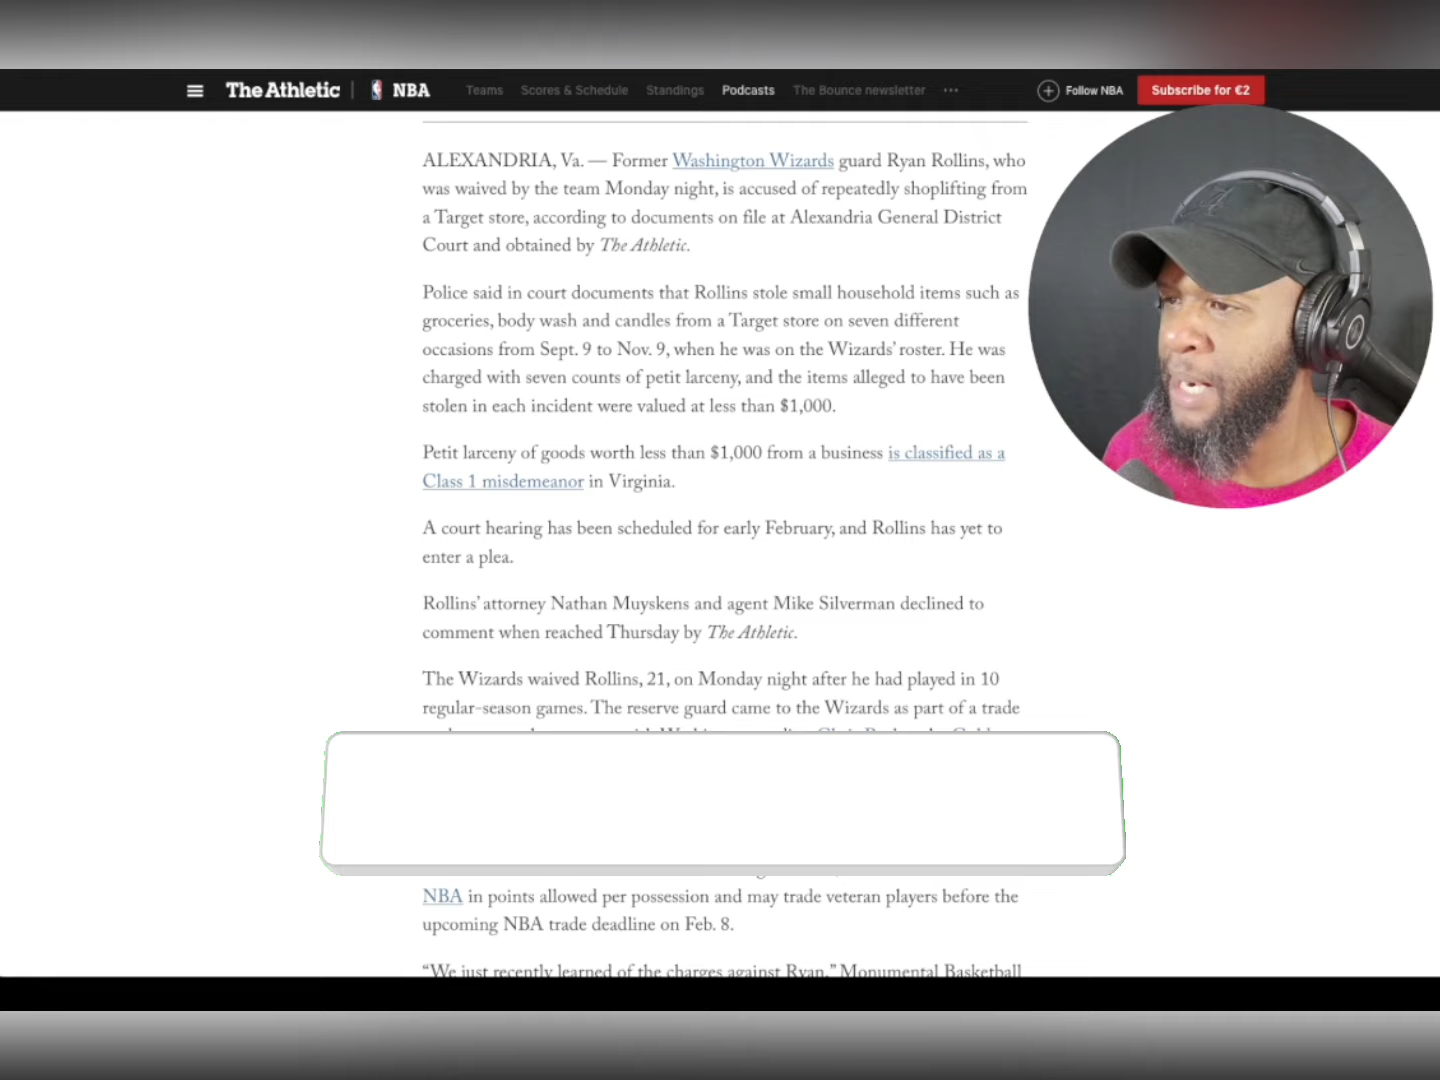 The Athletic | NBA Teams Scores & Schedule Standings Podcasts The Bounce newsletter ··· Follow NBA Subscribe for €2
ALEXANDRIA, Va. — Former Washington Wizards guard Ryan Rollins, who
was waived by the team Monday night, is accused of repeatedly shoplifting from
a Target store, according to documents on file at Alexandria General District
Court and obtained by The Athletic.
Police said in court documents that Rollins stole small household items such as
groceries, body wash and candles from a Target store on seven different
occasions from Sept. 9 to Nov. 9, when he was on the Wizards’ roster. He was
charged with seven counts of petit larceny, and the items alleged to have been
stolen in each incident were valued at less than $1,000.
Petit larceny of goods worth less than $1,000 from a business is classified as a
Class 1 misdemeanor in Virginia.
A court hearing has been scheduled for early February, and Rollins has yet to
enter a plea.
Rollins’ attorney Nathan Muyskens and agent Mike Silverman declined to
comment when reached Thursday by The Athletic.
The Wizards waived Rollins, 21, on Monday night after he had played in 10
regular-season games. The reserve guard came to the Wizards as part of a trade
NBA in points allowed per possession and may trade veteran players before the
upcoming NBA trade deadline on Feb. 8.
“We just recently learned of the charges against Ryan,” Monumental Basketball